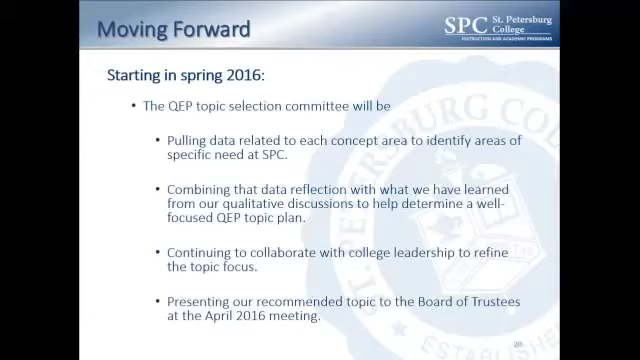 Moving Forward
SPC St. Petersburg
College
INSTRUCTION AND ACADEMIC PROGRAMS
Starting in spring 2016:
• The QEP topic selection committee will be
• Pulling data related to each concept area to identify areas of
specific need at SPC.
• Combining that data reflection with what we have learned
from our qualitative discussions to help determine a well-
focused QEP topic plan.
• Continuing to collaborate with college leadership to refine
the topic focus.
• Presenting our recommended topic to the Board of Trustees
at the April 2016 meeting.
20
ST. PETERSBURG CO
ESTABLISHED